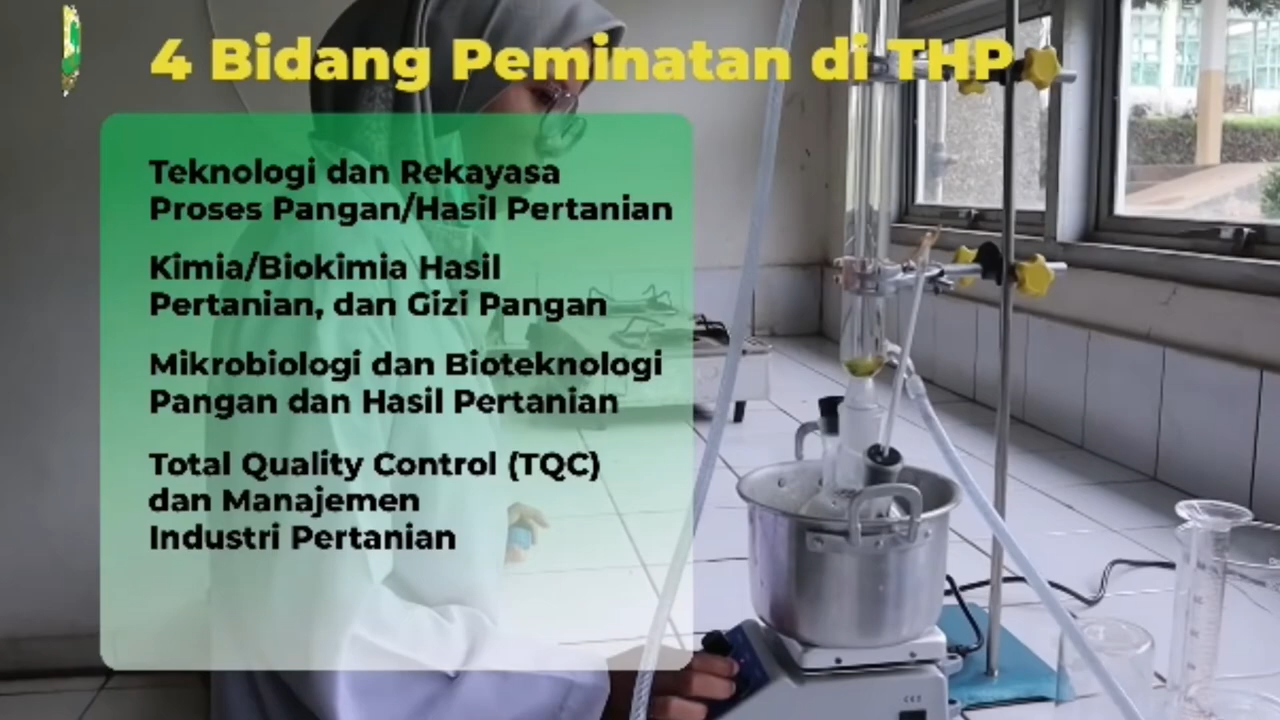 4 Bidang Peminatan di THP
Teknologi dan Rekayasa
Proses Pangan/Hasil Pertanian
Kimia/Biokimia Hasil
Pertanian, dan Gizi Pangan
Mikrobiologi dan Bioteknologi
Pangan dan Hasil Pertanian
Total Quality Control (TQC)
dan Manajemen
Industri Pertanian